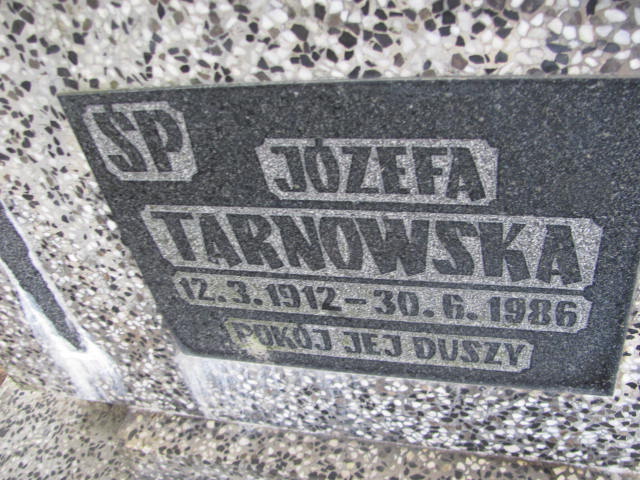 SP
JÓZEFA
TARNOWSKA
12.3.1912 – 30.6.1986
POKÓJ JEJ DUSZY